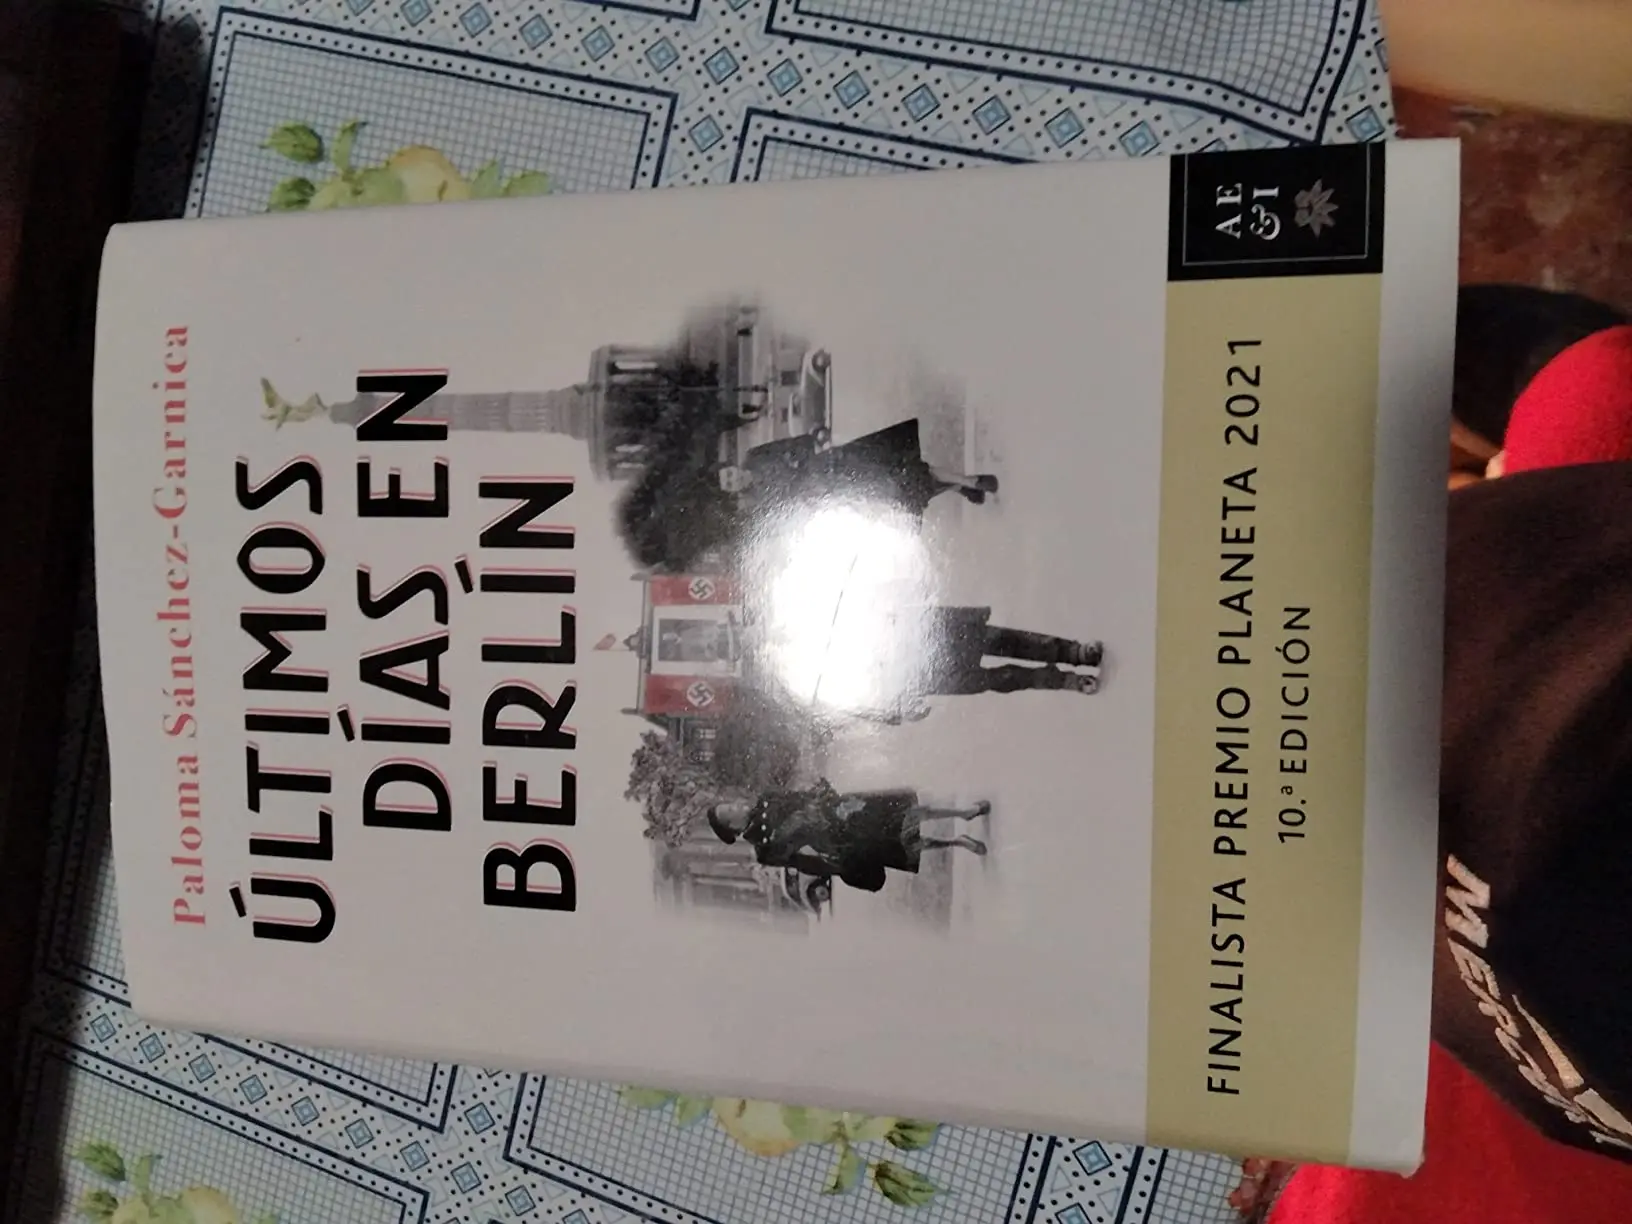 Paloma Sánchez-Garnica
ÚLTIMOS
DÍAS EN
BERLÍN
FINALISTA PREMIO PLANETA 2021
10.ª EDICIÓN
AE
&I